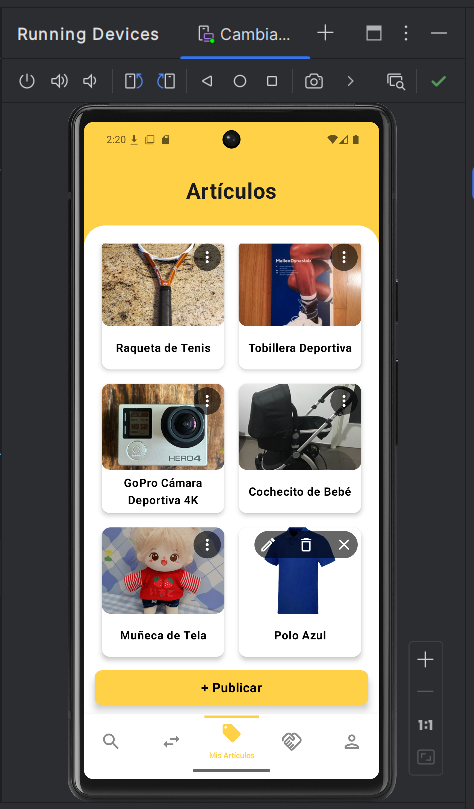 Running Devices
Cambia...
2:20
Artículos
MalleoDynastab
Raqueta de Tenis
Tobillera Deportiva
HERO4
GoPro Cámara
Deportiva 4K
Cochecito de Bebé
Muñeca de Tela
Polo Azul
+ Publicar
Mis Artículos
1:1